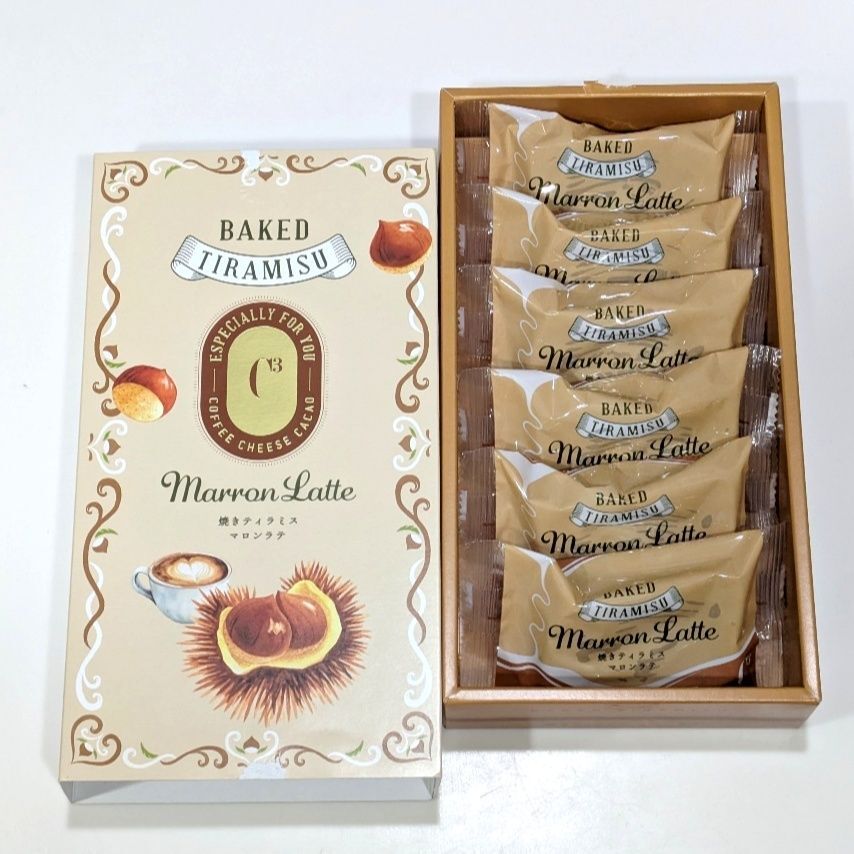 BAKED
TIRAMISU
ESPECIALLY FOR YOU
C3
COFFEE CHEESE CACAO
Marron Latte
焼きティラミス
マロンラテ
BAKED
TIRAMISU
Marron Latte
BAKED
TIRAMISU
Marron Latte
BAKED
TIRAMISU
Marron Latte
BAKED
TIRAMISU
Marron Latte
BAKED
TIRAMISU
Marron Latte
BAKED
TIRAMISU
Marron Latte
焼きティラミス
マロンラテ